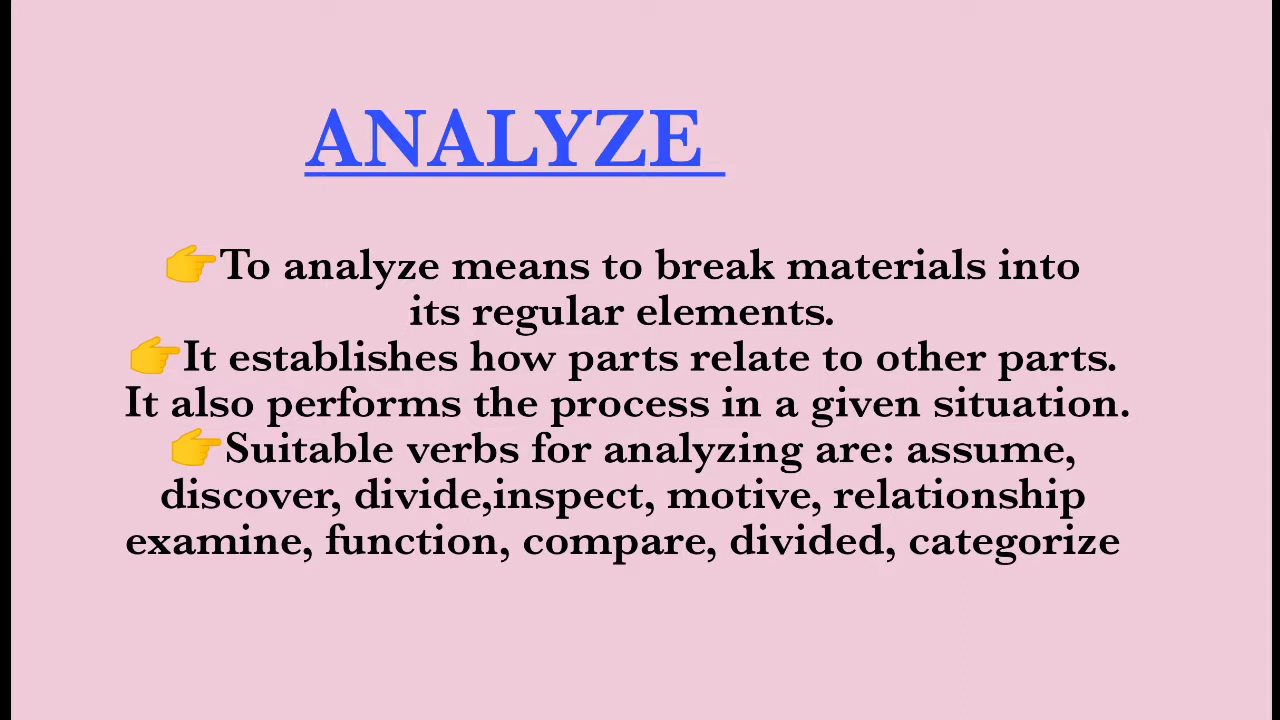 ANALYZE
👉To analyze means to break materials into
its regular elements.
👉It establishes how parts relate to other parts.
It also performs the process in a given situation.
👉Suitable verbs for analyzing are: assume,
discover, divide,inspect, motive, relationship
examine, function, compare, divided, categorize